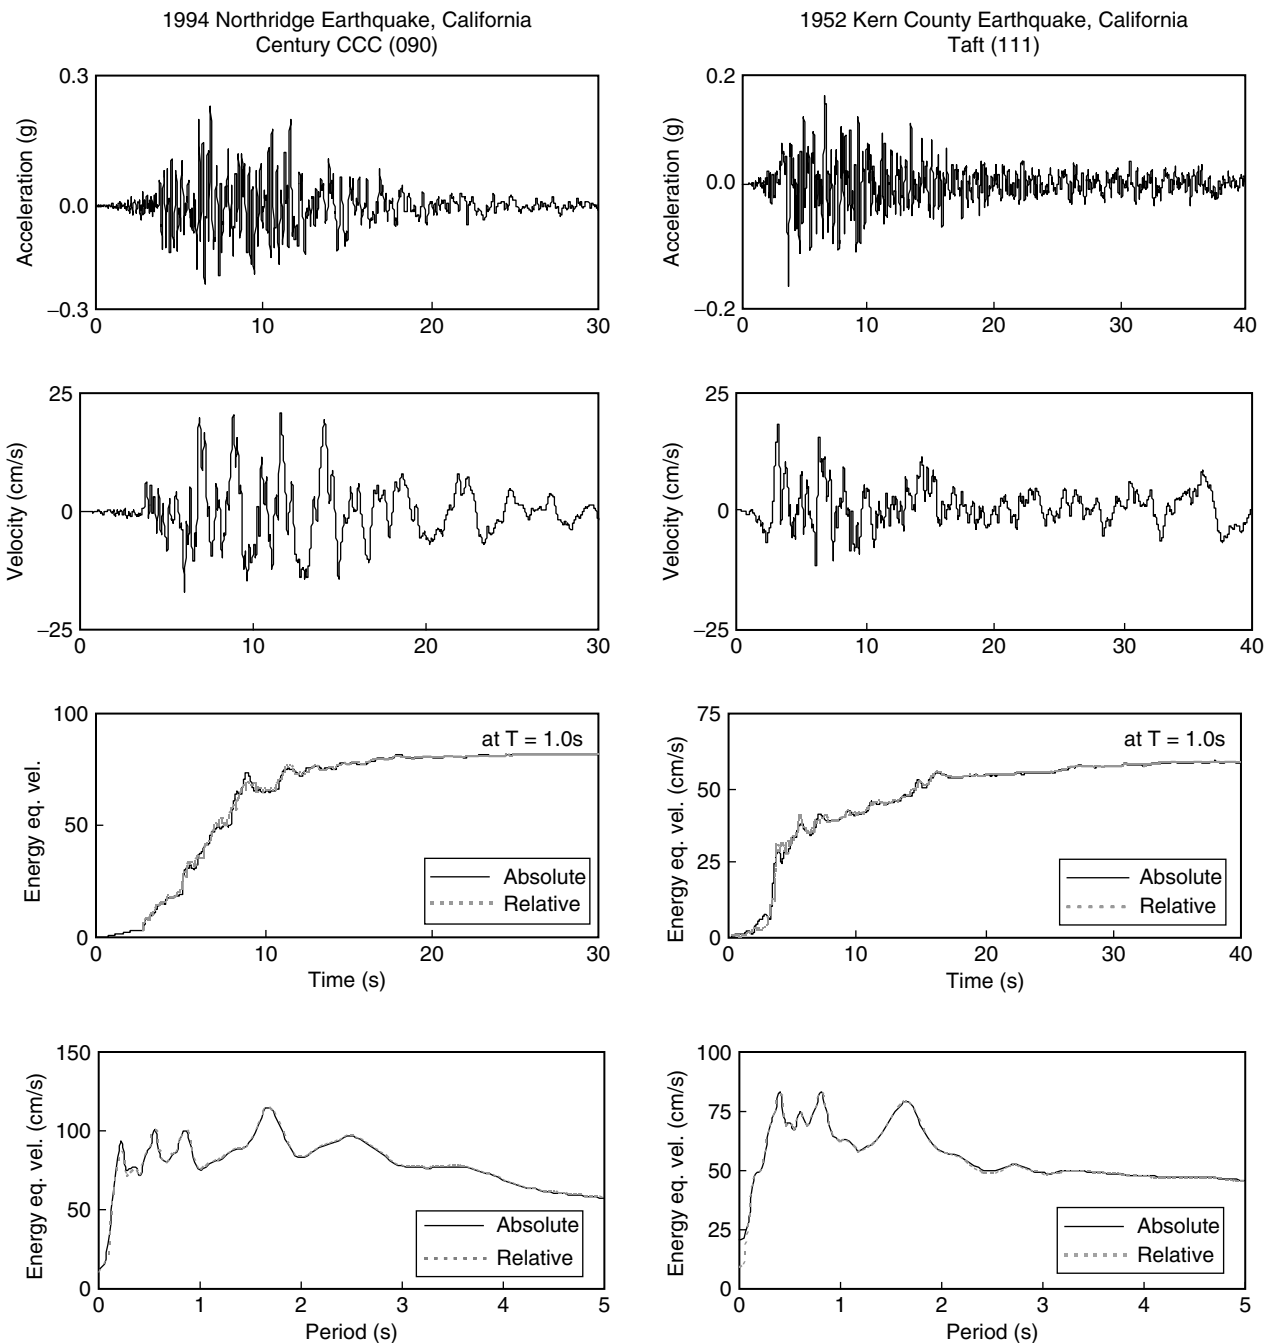 1994 Northridge Earthquake, California
Century CCC (090)
1952 Kern County Earthquake, California
Taft (111)
0.3
0.0
−0.3
Acceleration (g)
0
10
20
30
0.2
0.0
−0.2
Acceleration (g)
0
10
20
30
40
25
0
−25
Velocity (cm/s)
0
10
20
30
25
0
−25
Velocity (cm/s)
0
10
20
30
40
100
50
0
Energy eq. vel.
at T = 1.0s
Absolute
Relative
0
10
20
30
Time (s)
75
50
25
0
Energy eq. vel. (cm/s)
at T = 1.0s
Absolute
Relative
0
10
20
30
40
Time (s)
150
100
50
0
Energy eq. vel. (cm/s)
Absolute
Relative
0
1
2
3
4
5
Period (s)
100
75
50
25
0
Energy eq. vel. (cm/s)
Absolute
Relative
0
1
2
3
4
5
Period (s)